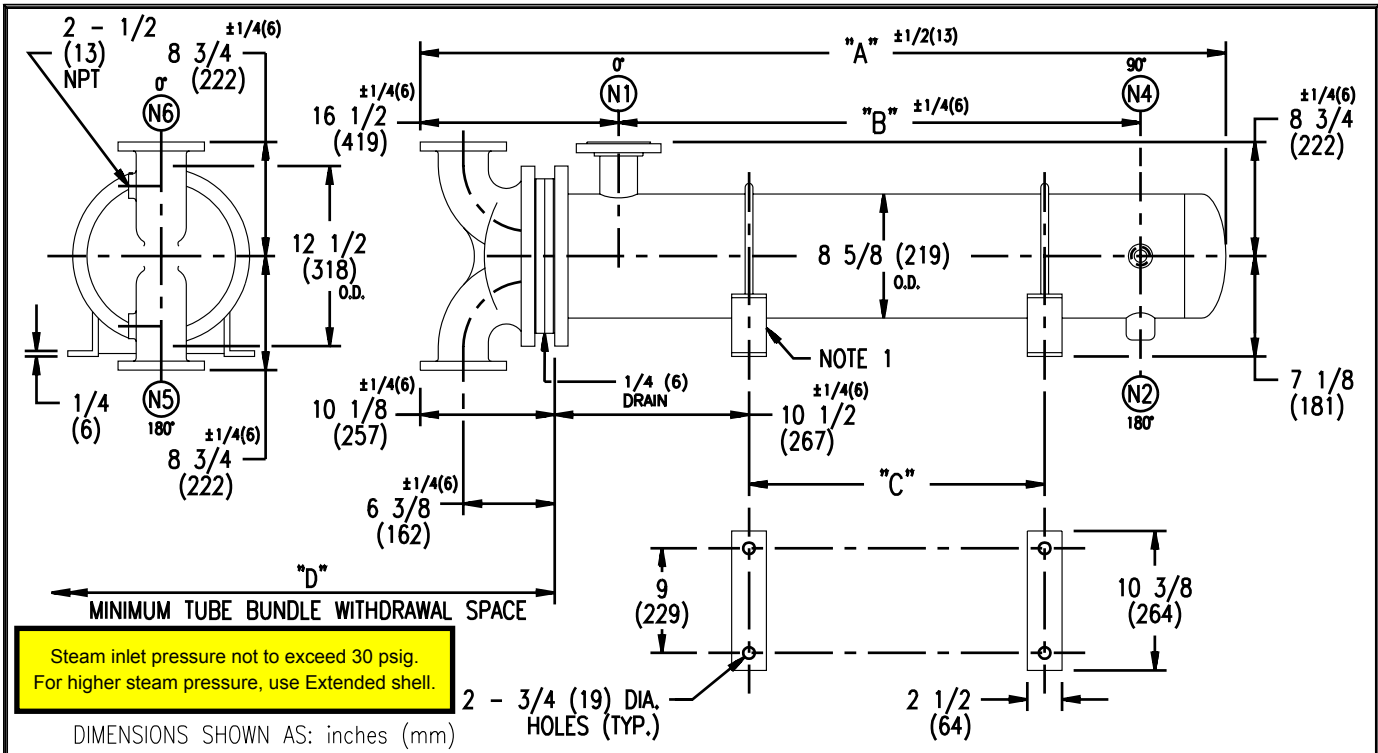 2 - 1/2
(13)
NPT
±1/4(6)
8 3/4
(222)
0°
N6
12 1/2
(318)
O.D.
1/4
(6)
N5
180°
±1/4(6)
8 3/4
(222)
"A" ±1/2(13)
±1/4(6)
16 1/2
(419)
0°
N1
"B" ±1/4(6)
90°
N4
±1/4(6)
8 3/4
(222)
8 5/8 (219)
O.D.
NOTE 1
1/4 (6)
DRAIN
±1/4(6)
10 1/8
(257)
±1/4(6)
10 1/2
(267)
N2
180°
7 1/8
(181)
±1/4(6)
6 3/8
(162)
"C"
"D"
MINIMUM TUBE BUNDLE WITHDRAWAL SPACE
9
(229)
10 3/8
(264)
Steam inlet pressure not to exceed 30 psig.
For higher steam pressure, use Extended shell.
2 - 3/4 (19) DIA.
HOLES (TYP.)
2 1/2
(64)
DIMENSIONS SHOWN AS: inches (mm)